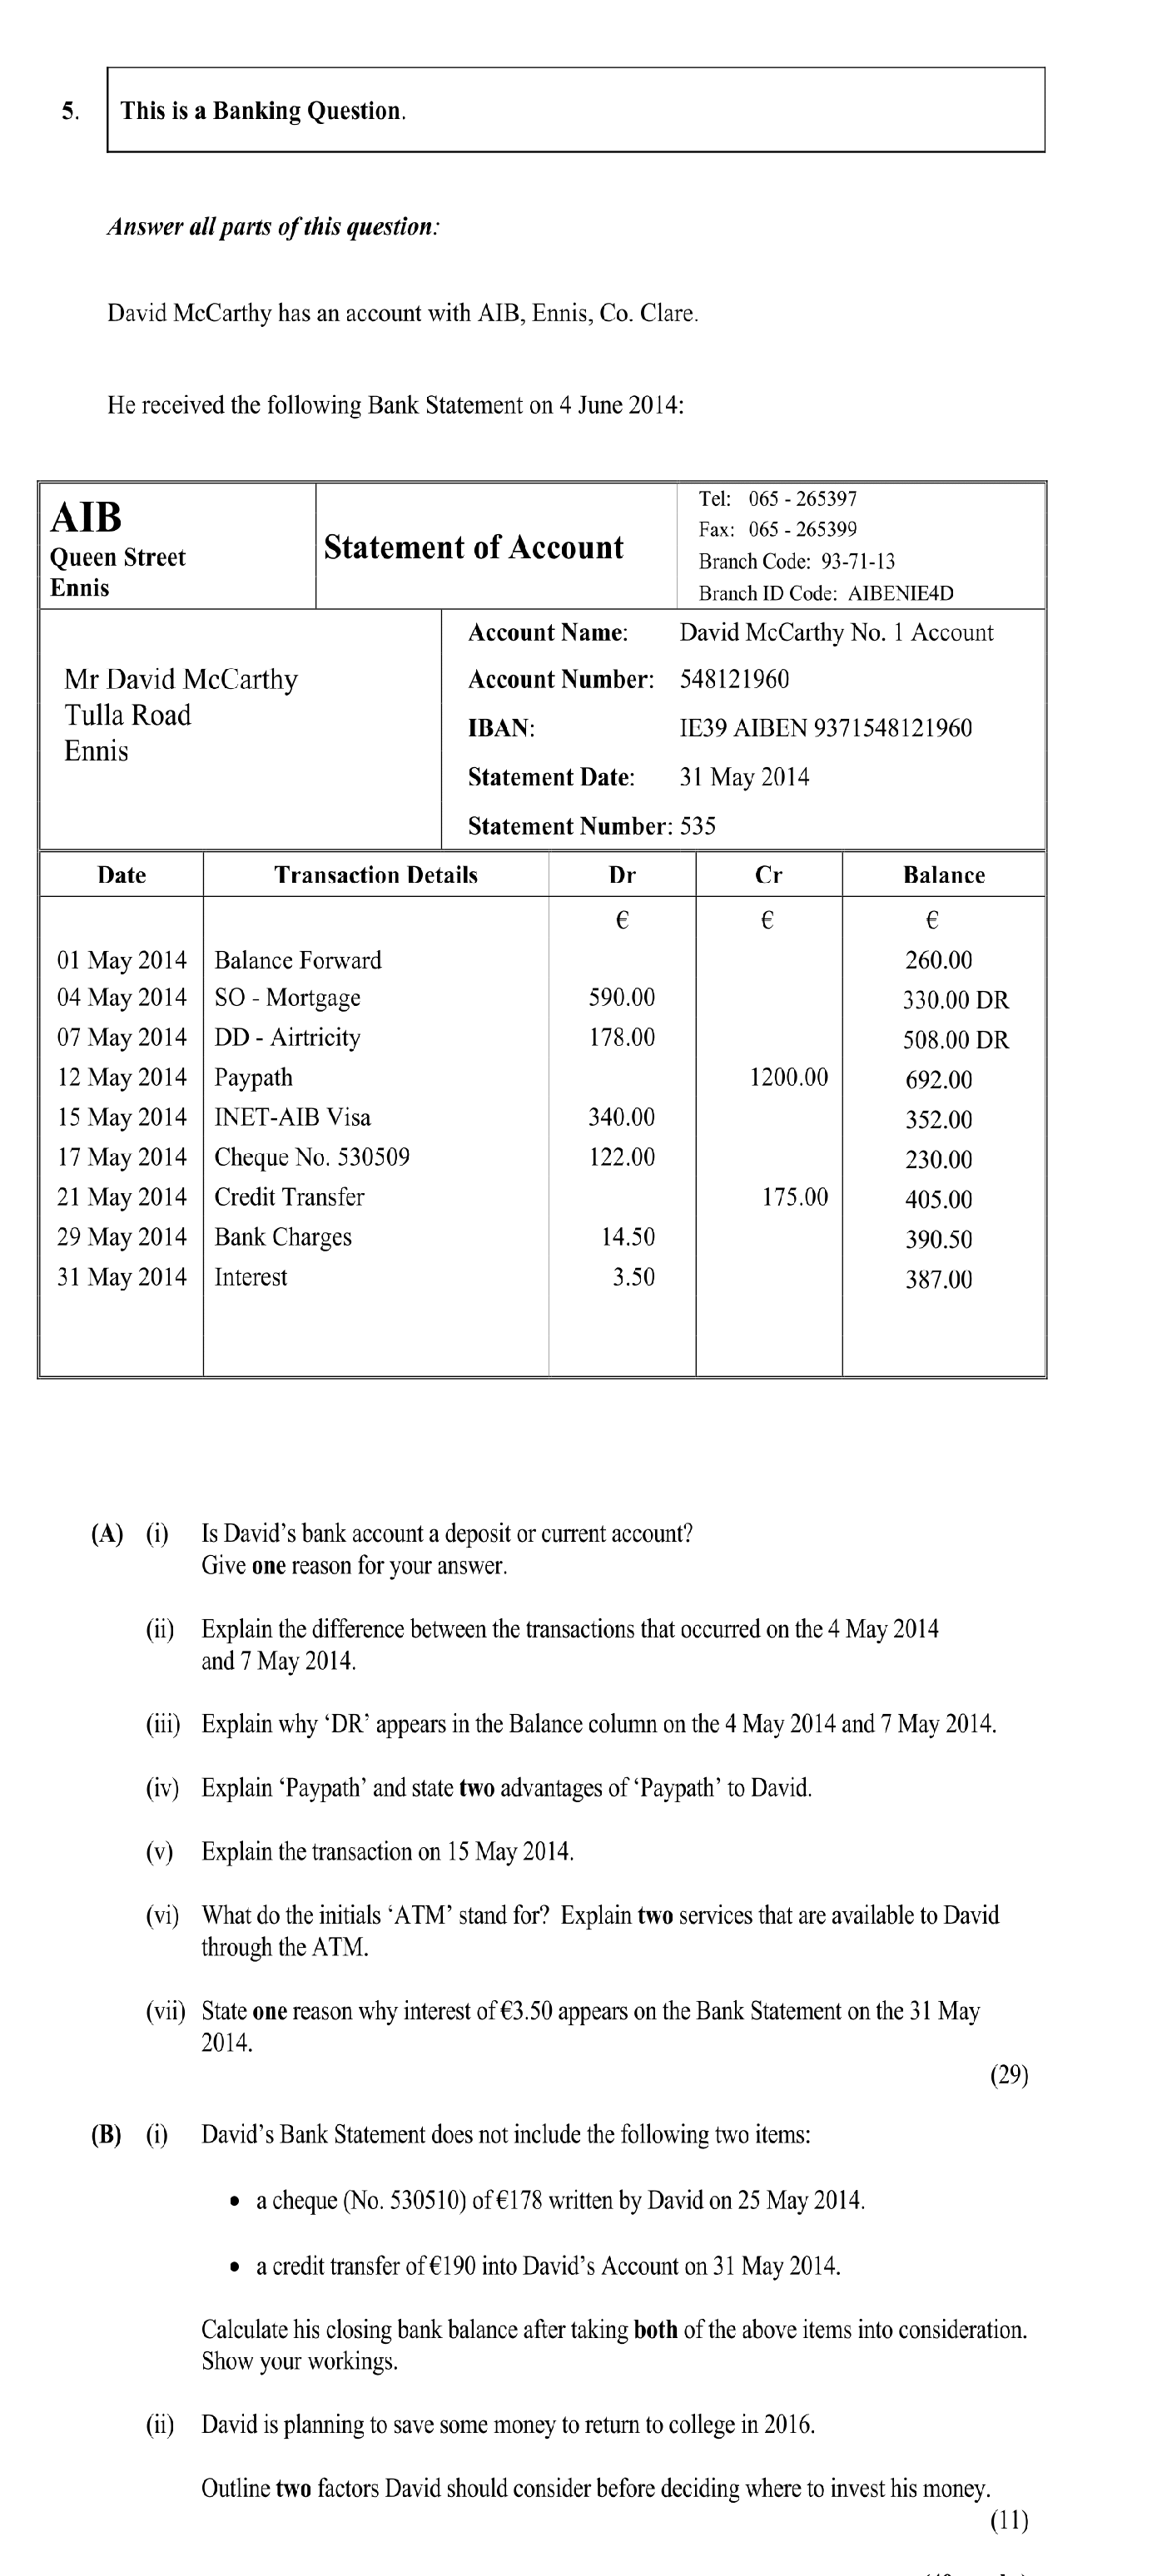 5. This is a Banking Question.
Answer all parts of this question:
David McCarthy has an account with AIB, Ennis, Co. Clare.
He received the following Bank Statement on 4 June 2014:
AIB
Queen Street
Ennis
Statement of Account
Tel: 065 - 265397
Fax: 065 - 265399
Branch Code: 93-71-13
Branch ID Code: AIBENIE4D
Mr David McCarthy
Tulla Road
Ennis
Account Name: David McCarthy No. 1 Account
Account Number: 548121960
IBAN: IE39 AIBEN 9371548121960
Statement Date: 31 May 2014
Statement Number: 535
Date Transaction Details Dr Cr Balance
€ € €
01 May 2014 Balance Forward 260.00
04 May 2014 SO - Mortgage 590.00 330.00 DR
07 May 2014 DD - Airtricity 178.00 508.00 DR
12 May 2014 Paypath 1200.00 692.00
15 May 2014 INET-AIB Visa 340.00 352.00
17 May 2014 Cheque No. 530509 122.00 230.00
21 May 2014 Credit Transfer 175.00 405.00
29 May 2014 Bank Charges 14.50 390.50
31 May 2014 Interest 3.50 387.00
(A) (i) Is David's bank account a deposit or current account?
Give one reason for your answer.
(ii) Explain the difference between the transactions that occurred on the 4 May 2014
and 7 May 2014.
(iii) Explain why ‘DR’ appears in the Balance column on the 4 May 2014 and 7 May 2014.
(iv) Explain ‘Paypath’ and state two advantages of ‘Paypath’ to David.
(v) Explain the transaction on 15 May 2014.
(vi) What do the initials ‘ATM’ stand for? Explain two services that are available to David
through the ATM.
(vii) State one reason why interest of €3.50 appears on the Bank Statement on the 31 May
2014.
(29)
(B) (i) David's Bank Statement does not include the following two items:
• a cheque (No. 530510) of €178 written by David on 25 May 2014.
• a credit transfer of €190 into David's Account on 31 May 2014.
Calculate his closing bank balance after taking both of the above items into consideration.
Show your workings.
(ii) David is planning to save some money to return to college in 2016.
Outline two factors David should consider before deciding where to invest his money.
(11)